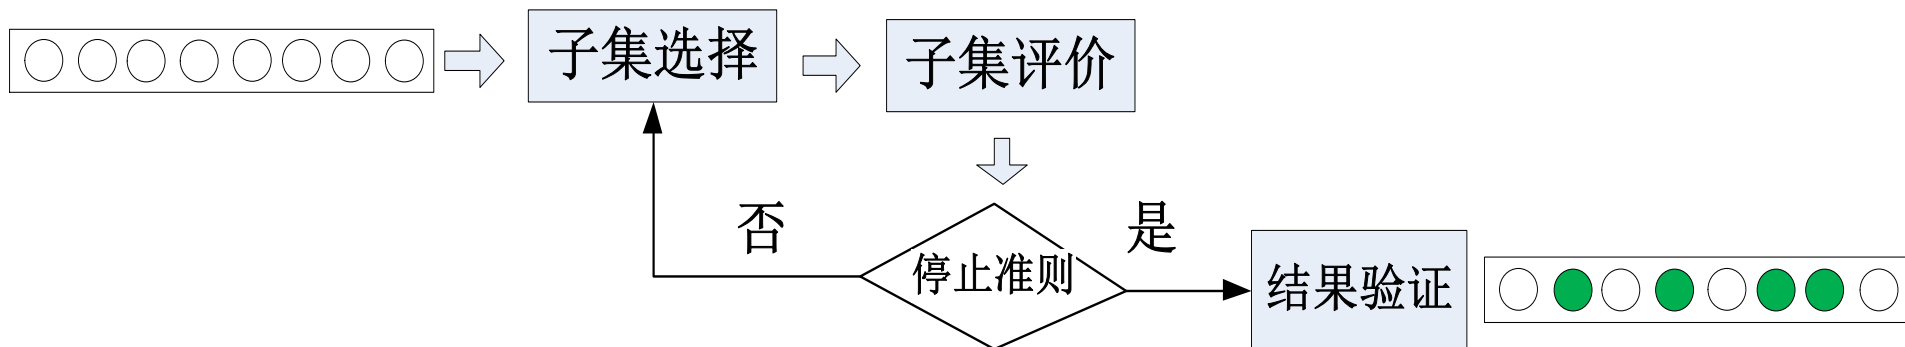 子集选择
子集评价
否
是
停止准则
结果验证